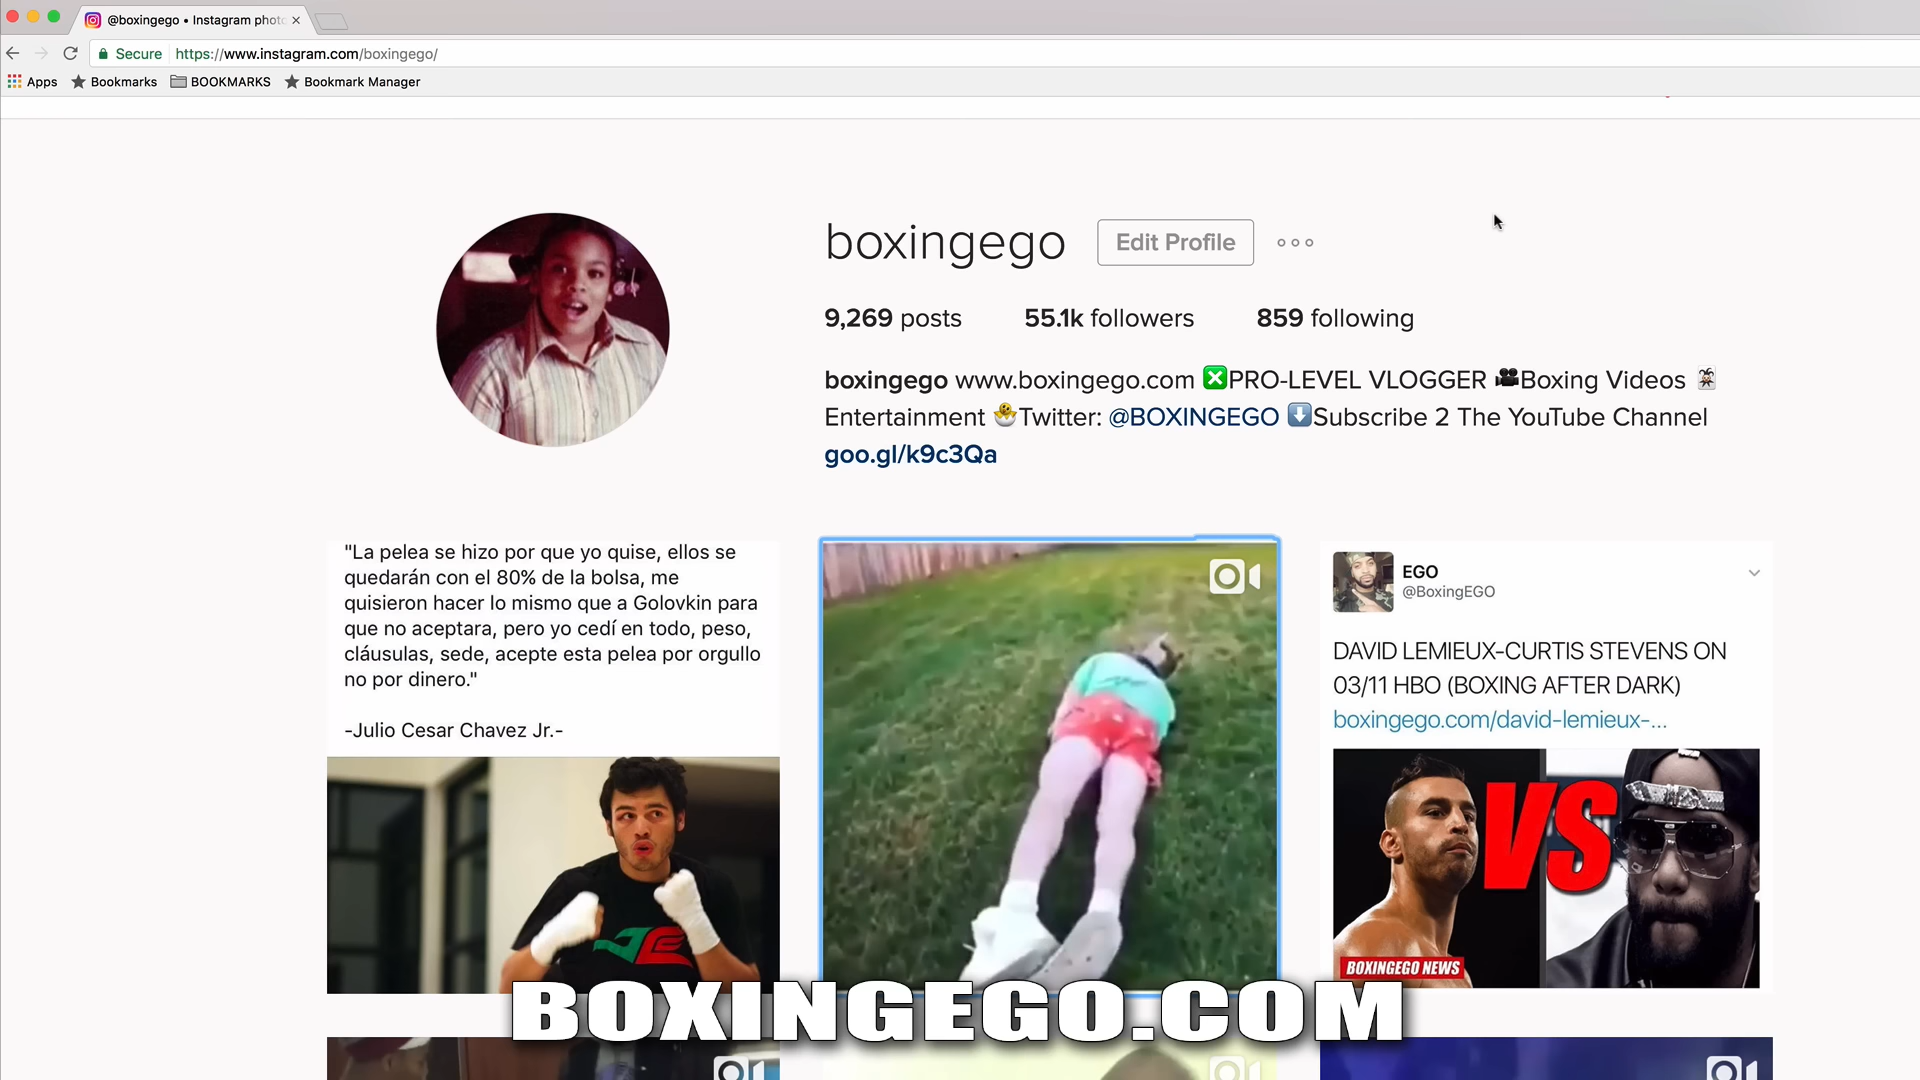 @boxingego • Instagram photo
Secure https://www.instagram.com/boxingego/
Apps Bookmarks BOOKMARKS Bookmark Manager
boxingego Edit Profile
9,269 posts 55.1k followers 859 following
boxingego www.boxingego.com PRO-LEVEL VLOGGER Boxing Videos
Entertainment Twitter: @BOXINGEGO Subscribe 2 The YouTube Channel
goo.gl/k9c3Qa
"La pelea se hizo por que yo quise, ellos se
quedarán con el 80% de la bolsa, me
quisieron hacer lo mismo que a Golovkin para
que no aceptara, pero yo cedí en todo, peso,
cláusulas, sede, acepte esta pelea por orgullo
no por dinero."
-Julio Cesar Chavez Jr.-
EGO
@BoxingEGO
DAVID LEMIEUX-CURTIS STEVENS ON
03/11 HBO (BOXING AFTER DARK)
boxingego.com/david-lemieux-...
VS
BOXINGEGO NEWS
BOXINGEGO.COM